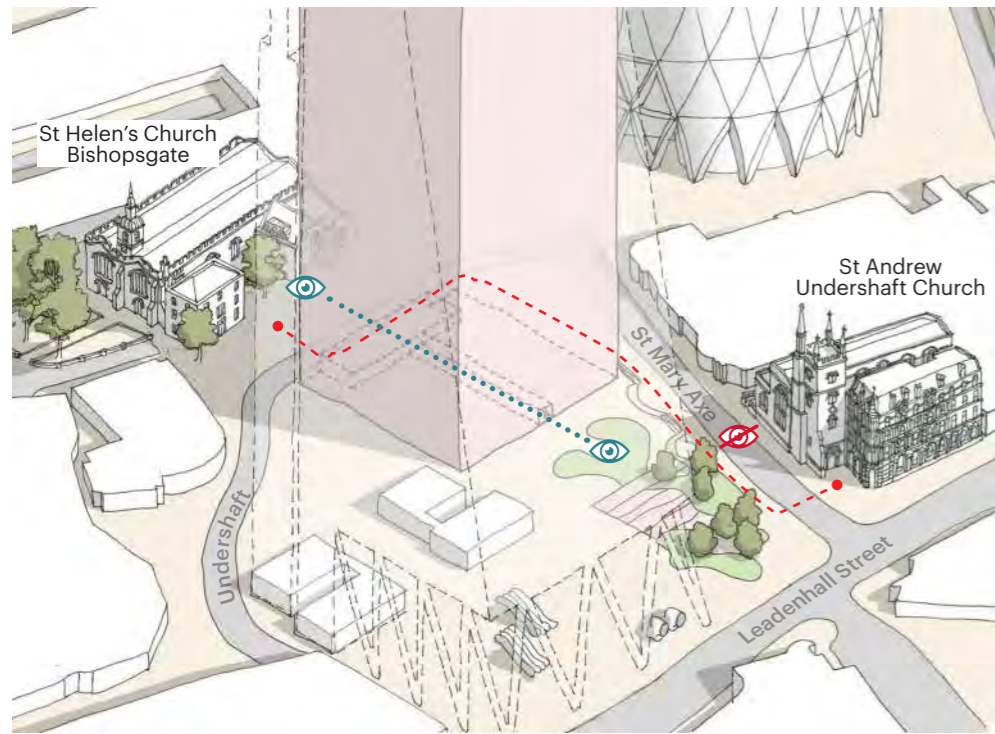 St Helen's Church
Bishopsgate
St Andrew
Undershaft Church
St Mary Axe
Undershaft
Leadenhall Street